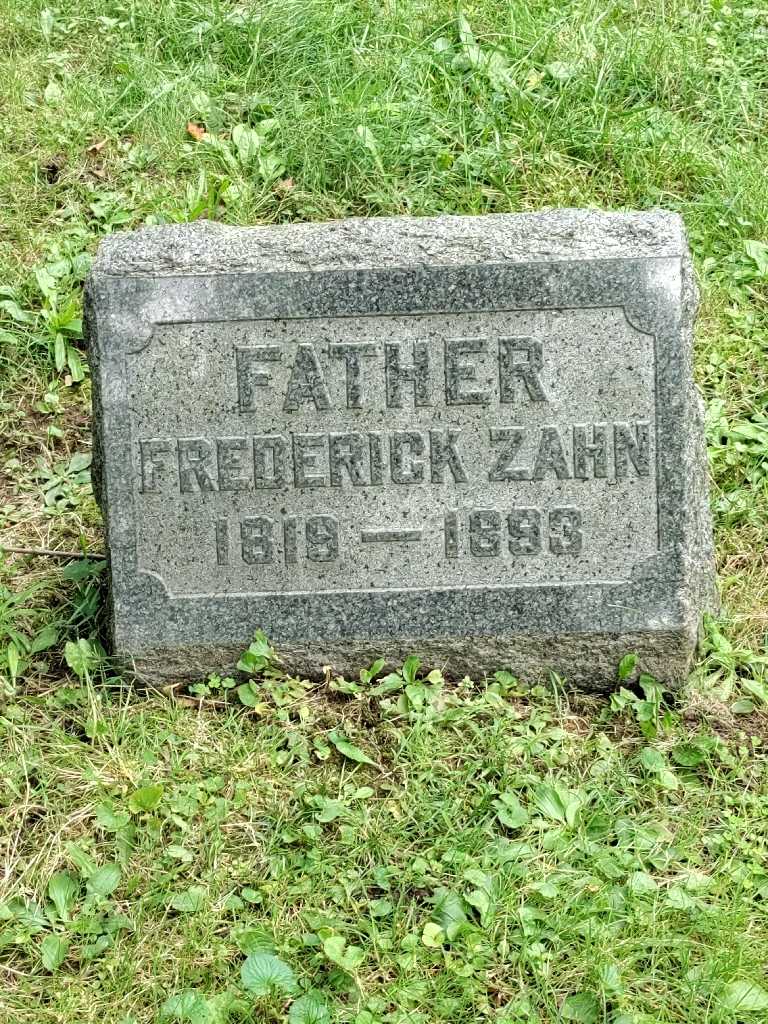 FATHER
FREDERICK ZAHN
1819 — 1893